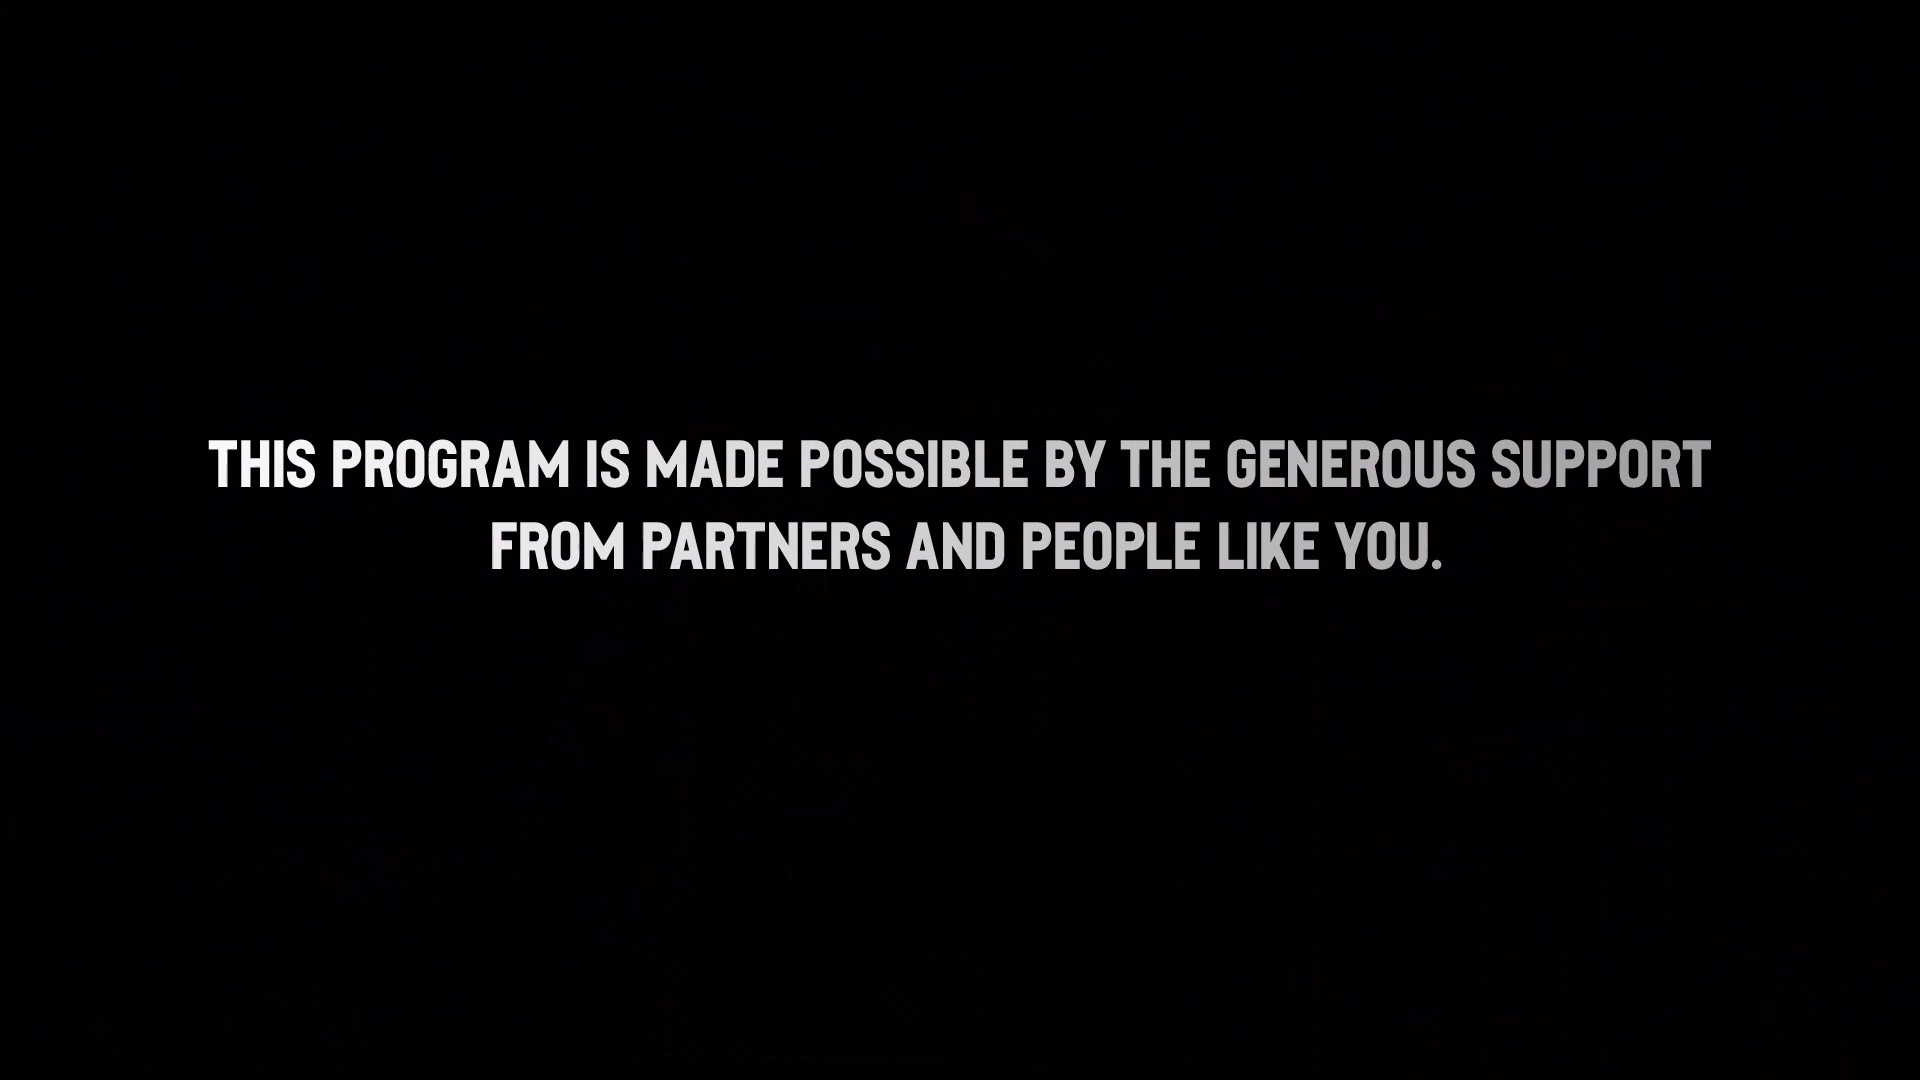 THIS PROGRAM IS MADE POSSIBLE BY THE GENEROUS SUPPORT
FROM PARTNERS AND PEOPLE LIKE YOU.